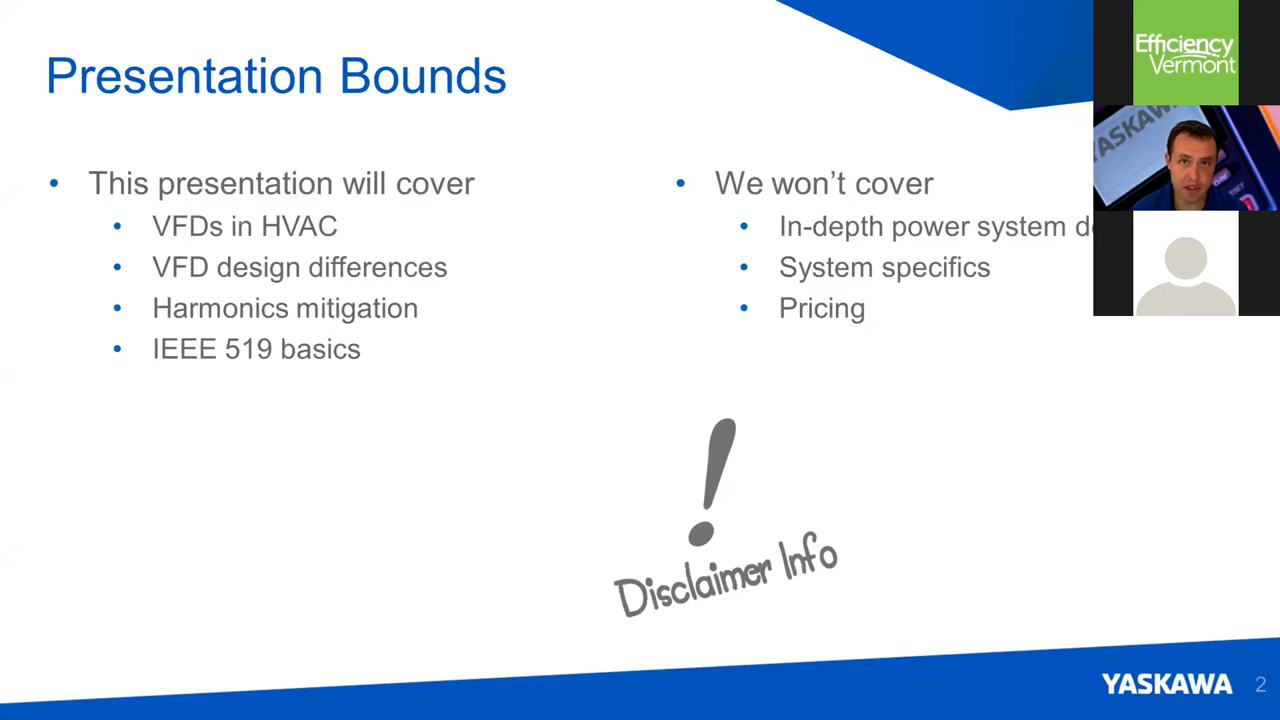 Presentation Bounds
This presentation will cover
VFDs in HVAC
VFD design differences
Harmonics mitigation
IEEE 519 basics
We won’t cover
In-depth power system
System specifics
Pricing
Disclaimer Info
Efficiency
Vermont
YASKAWA
YASKAWA 2